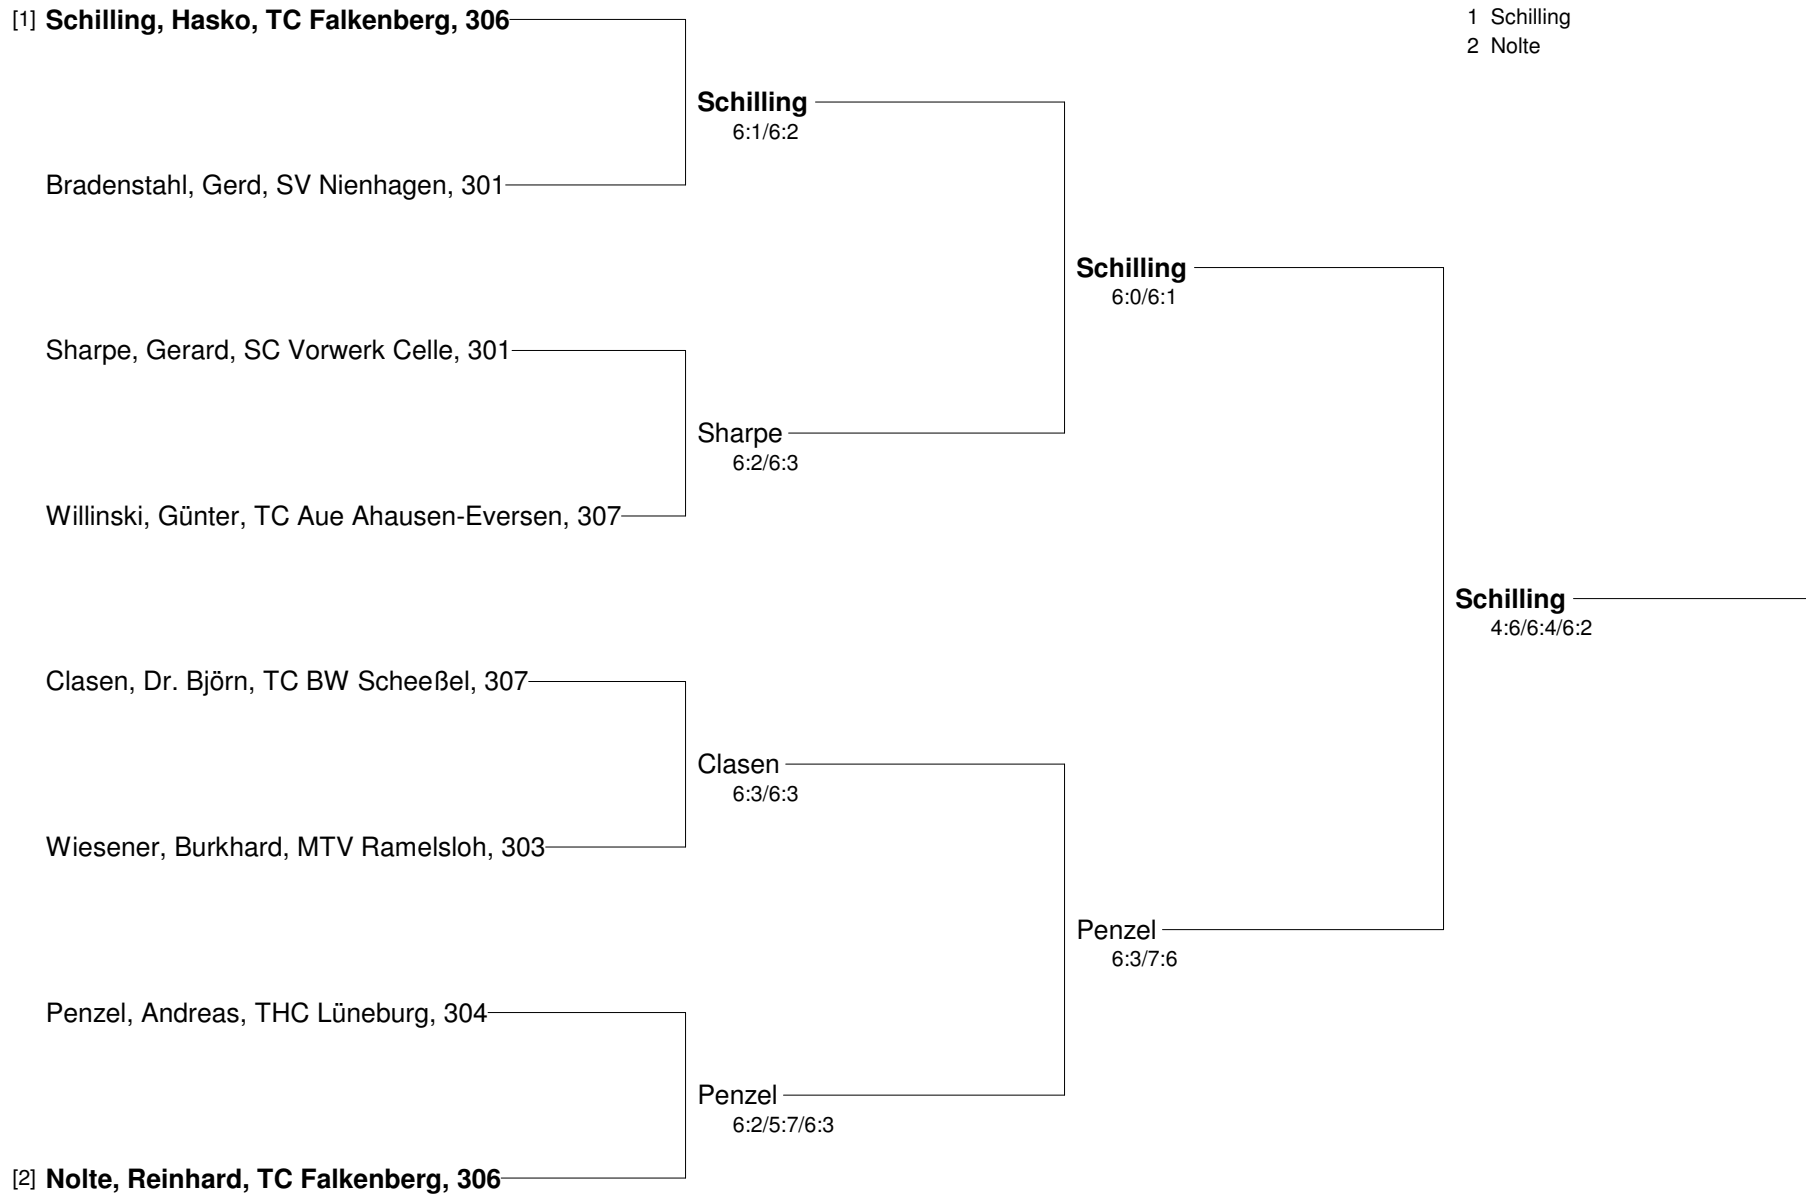 [1] Schilling, Hasko, TC Falkenberg, 306
1 Schilling
2 Nolte
Schilling
6:1/6:2
Bradenstahl, Gerd, SV Nienhagen, 301
Schilling
6:0/6:1
Sharpe, Gerard, SC Vorwerk Celle, 301
Sharpe
6:2/6:3
Willinski, Günter, TC Aue Ahausen-Eversen, 307
Schilling
4:6/6:4/6:2
Clasen, Dr. Björn, TC BW Scheeßel, 307
Clasen
6:3/6:3
Wiesener, Burkhard, MTV Ramelsloh, 303
Penzel
6:3/7:6
Penzel, Andreas, THC Lüneburg, 304
Penzel
6:2/5:7/6:3
[2] Nolte, Reinhard, TC Falkenberg, 306